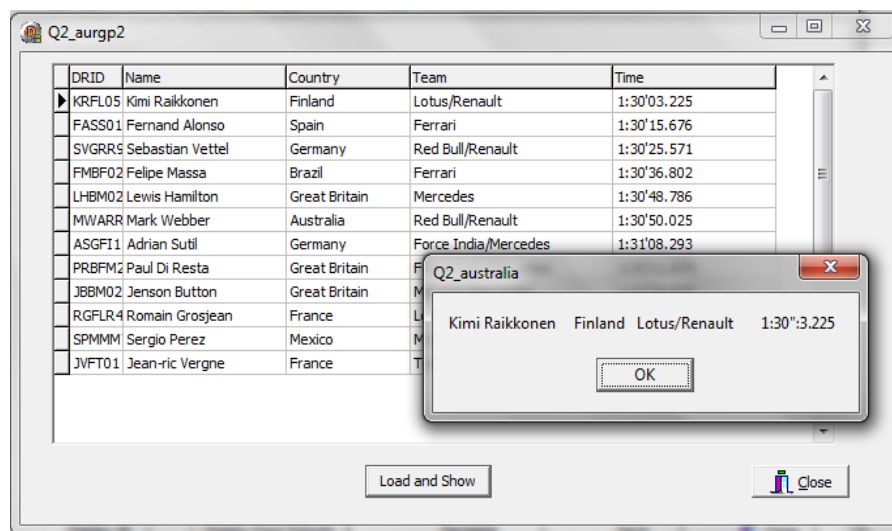 Q2_aurgp2
DRID Name Country Team Time
KRFL05 Kimi Raikkonen Finland Lotus/Renault 1:30'03.225
FASS01 Fernand Alonso Spain Ferrari 1:30'15.676
SVGRR9 Sebastian Vettel Germany Red Bull/Renault 1:30'25.571
FMBF02 Felipe Massa Brazil Ferrari 1:30'36.802
LHBM02 Lewis Hamilton Great Britain Mercedes 1:30'48.786
MWARR Mark Webber Australia Red Bull/Renault 1:30'50.025
ASGFI1 Adrian Sutil Germany Force India/Mercedes 1:31'08.293
PRBFM2 Paul Di Resta Great Britain
JBBM02 Jenson Button Great Britain
RGFLR4 Romain Grosjean France
SPMMM Sergio Perez Mexico
JVFT01 Jean-ric Vergne France
Q2_australia
Kimi Raikkonen Finland Lotus/Renault 1:30":3.225
OK
Load and Show
Close